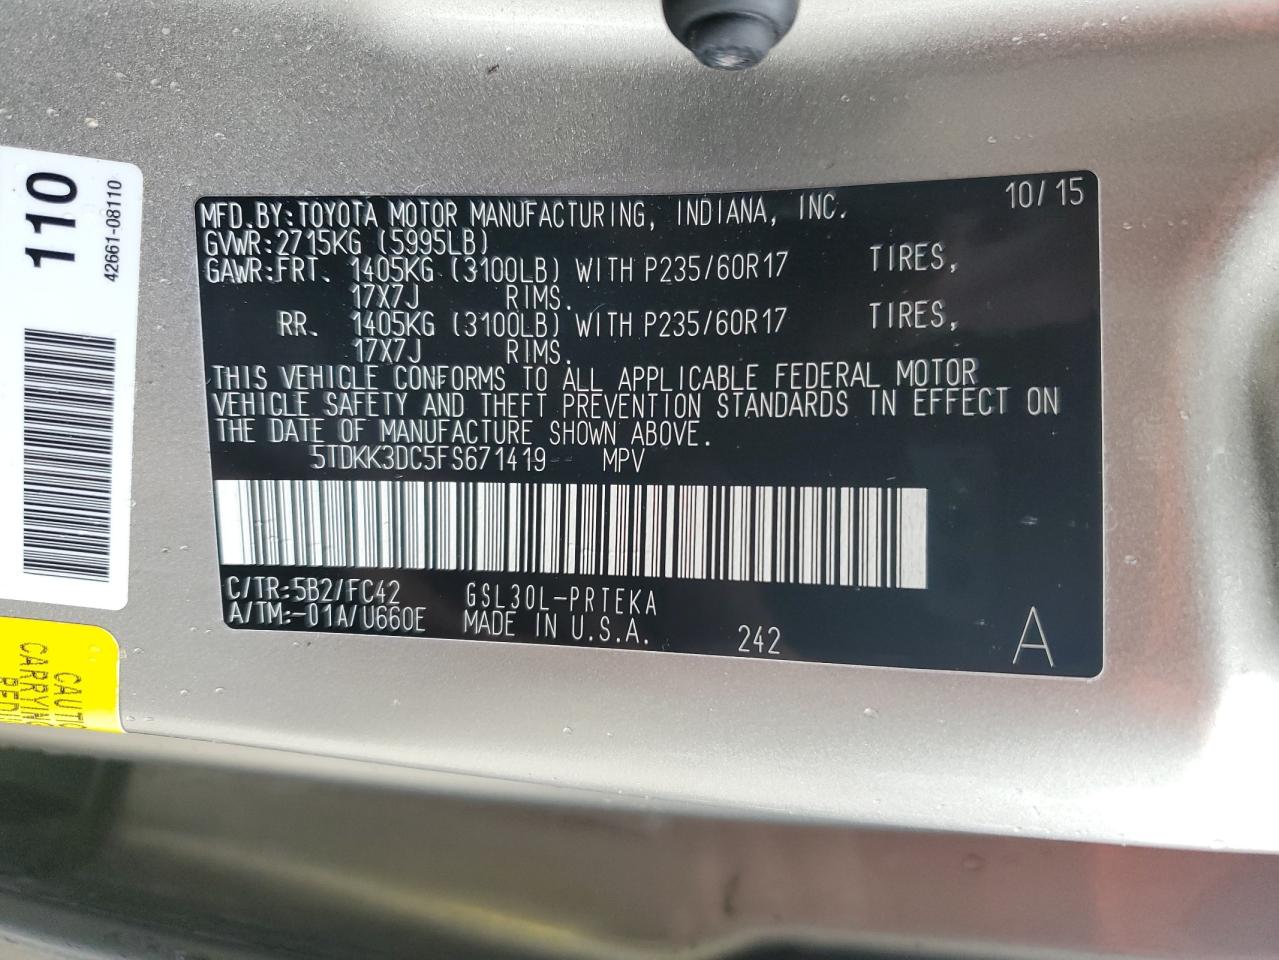 110
42661-08110
MFD.BY:TOYOTA MOTOR MANUFACTURING, INDIANA, INC. 10/15
GVWR:2715KG (5995LB)
GAWR:FRT. 1405KG (3100LB) WITH P235/60R17 TIRES,
17X7J RIMS.
RR. 1405KG (3100LB) WITH P235/60R17 TIRES,
17X7J RIMS.
THIS VEHICLE CONFORMS TO ALL APPLICABLE FEDERAL MOTOR
VEHICLE SAFETY AND THEFT PREVENTION STANDARDS IN EFFECT ON
THE DATE OF MANUFACTURE SHOWN ABOVE.
5TDKK3DC5FS671419 MPV
C/TR:5B2/FC42 GSL30L-PRTEKA
A/TM:-01A/U660E MADE IN U.S.A. 242 A
CAUT
CARRYING
REDU